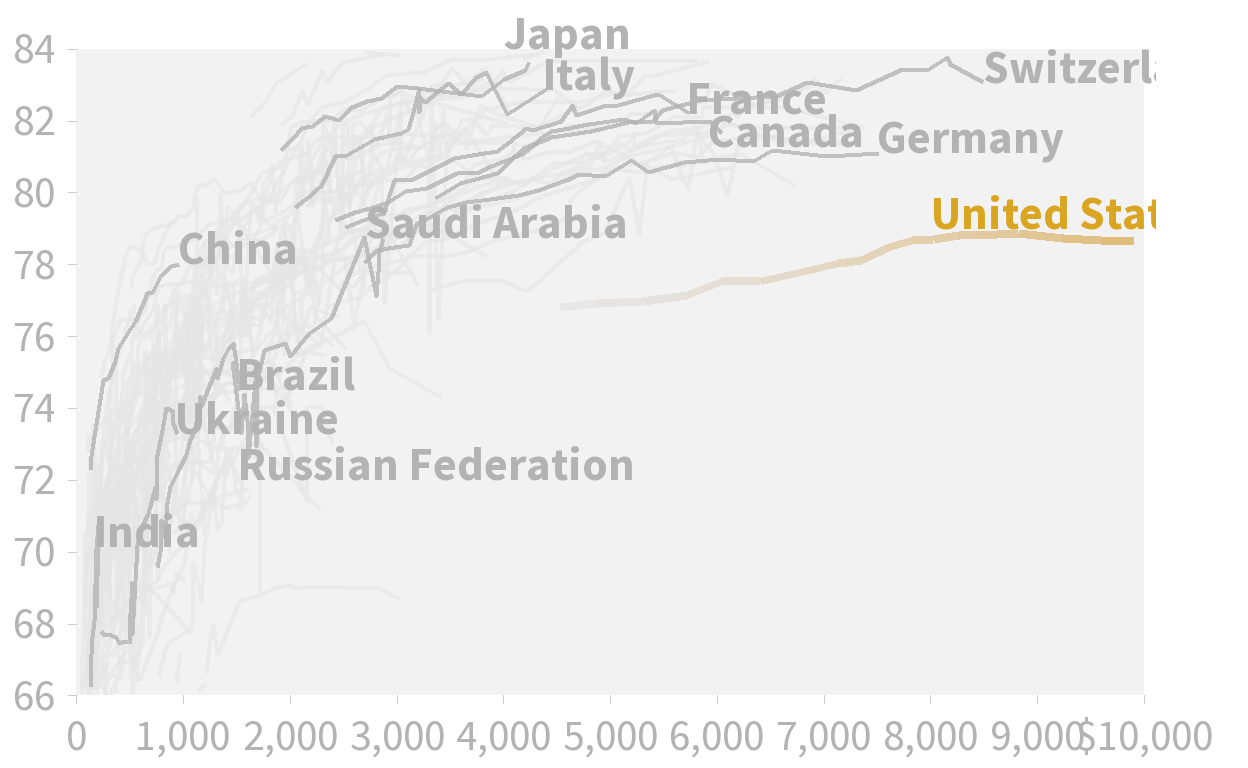 Japan
84
Italy
Switzerl
France
82
Canada
Germany
80
United Stat
Saudi Arabia
China
78
76
Brazil
74
Ukraine
Russian Federation
72
India
70
68
66
0
1,000
2,000
3,000
4,000
5,000
6,000
7,000
8,000
9,000
$10,000